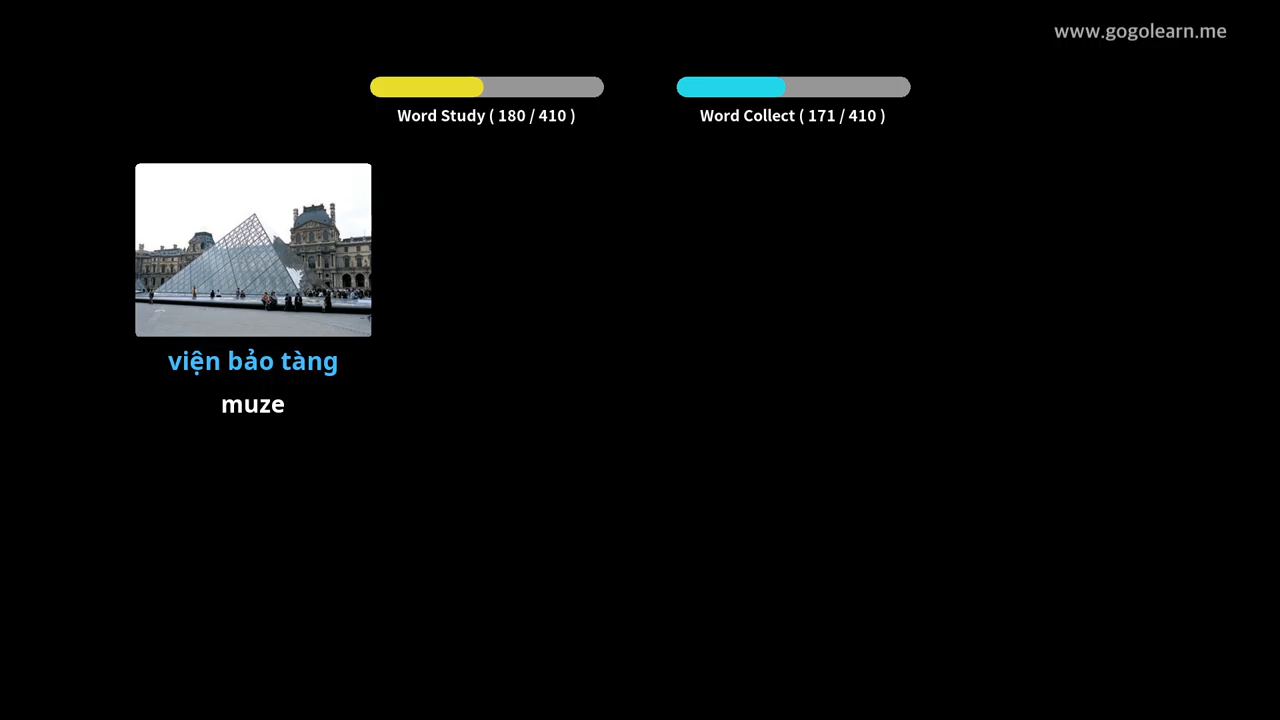 www.gogolearn.me
Word Study ( 180 / 410 )
Word Collect ( 171 / 410 )
viện bảo tàng
muze